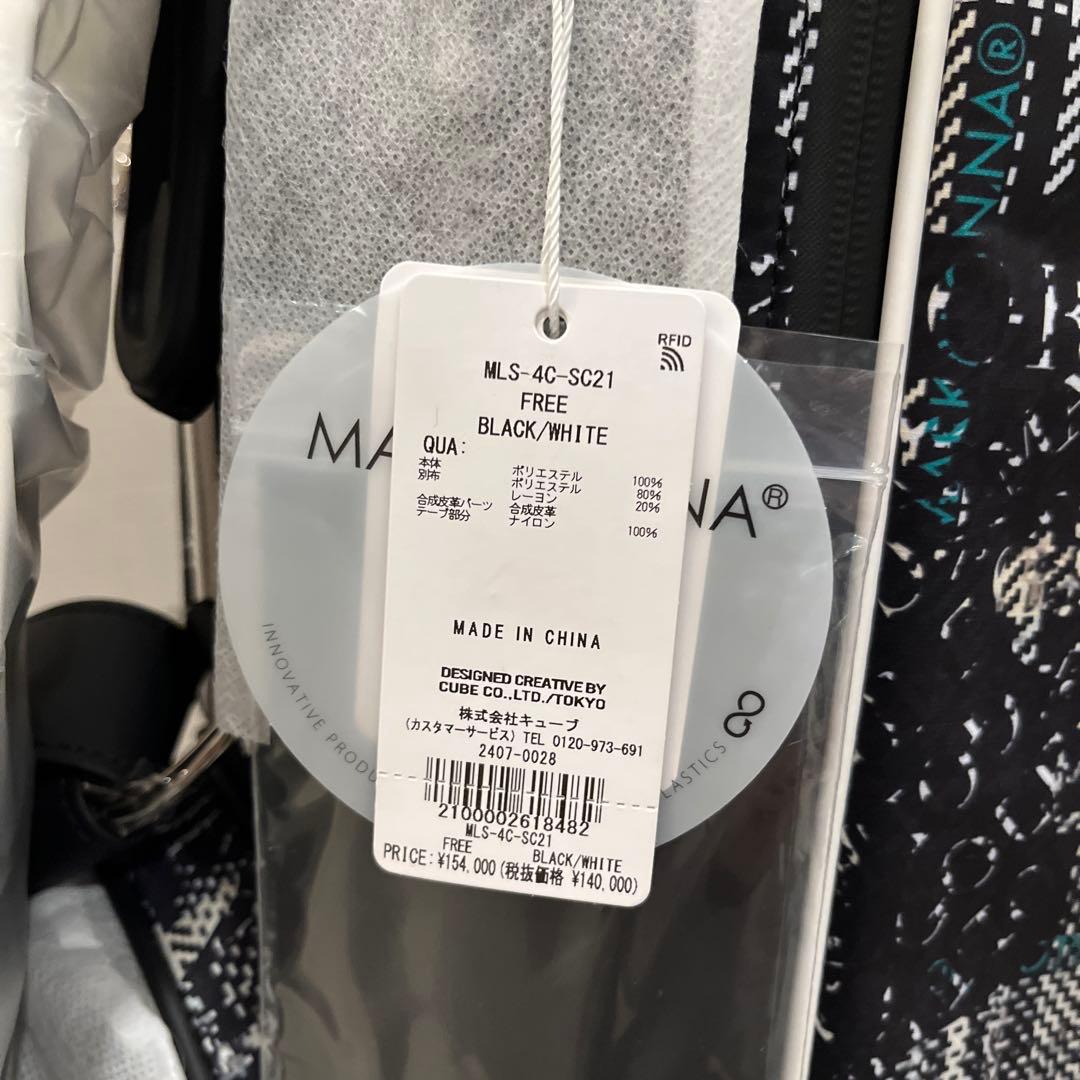 RFID
MLS-4C-SC21
FREE
BLACK/WHITE
QUA:
本体 ポリエステル 100%
別布 ポリエステル 80%
レーヨン 20%
合成皮革パーツ 合成皮革
テープ部分 ナイロン 100%
MADE IN CHINA
DESIGNED CREATIVE BY
CUBE CO.,LTD./TOKYO
株式会社キューブ
(カスタマーサービス) TEL 0120-973-691
2407-0028
2100002618482
MLS-4C-SC21
FREE BLACK/WHITE
PRICE:¥154,000(税抜価格 ¥140,000)
MA
NA®
INNOVATIVE PRODU
LASTICS
NNA®